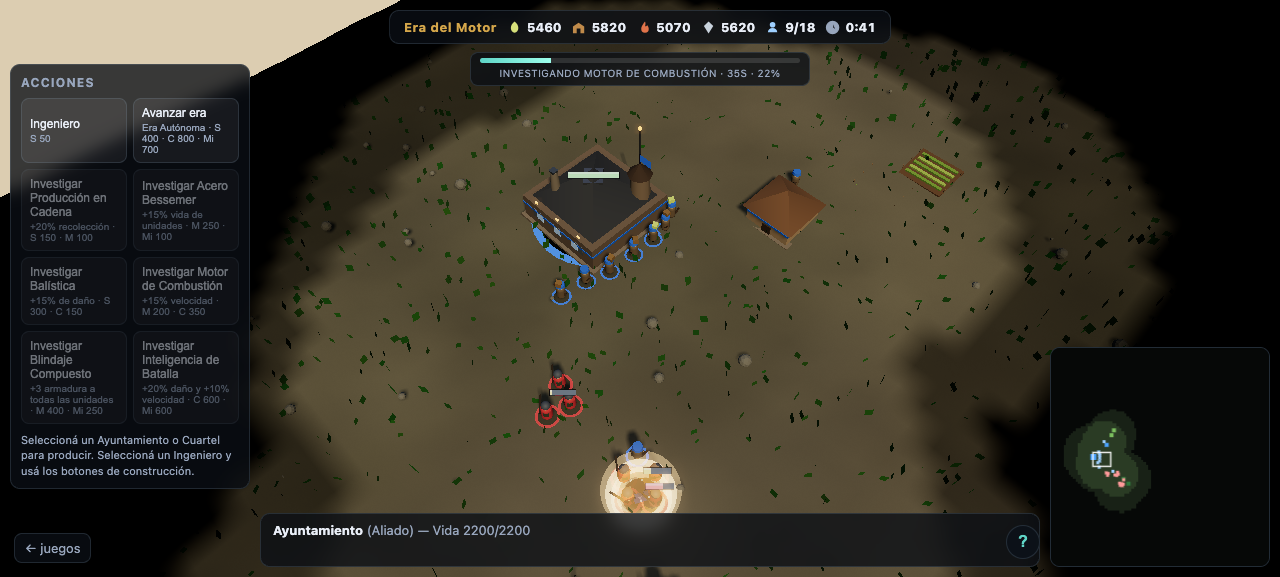 Era del Motor 5460 5820 5070 5620 9/18 0:41
INVESTIGANDO MOTOR DE COMBUSTIÓN · 35S · 22%
ACCIONES
Ingeniero
S 50
Avanzar era
Era Autónoma · S
400 · C 800 · Mi
700
Investigar
Producción en
Cadena
+20% recolección ·
S 150 · M 100
Investigar Acero
Bessemer
+15% vida de
unidades · M 250 ·
Mi 100
Investigar
Balística
+15% de daño · S
300 · C 150
Investigar Motor
de Combustión
+15% velocidad ·
M 200 · C 350
Investigar
Blindaje
Compuesto
+3 armadura a
todas las unidades
· M 400 · Mi 250
Investigar
Inteligencia de
Batalla
+20% daño y +10%
velocidad · C 600 ·
Mi 600
Seleccioná un Ayuntamiento o Cuartel
para producir. Seleccioná un Ingeniero y
usá los botones de construcción.
← juegos
Ayuntamiento (Aliado) — Vida 2200/2200
?